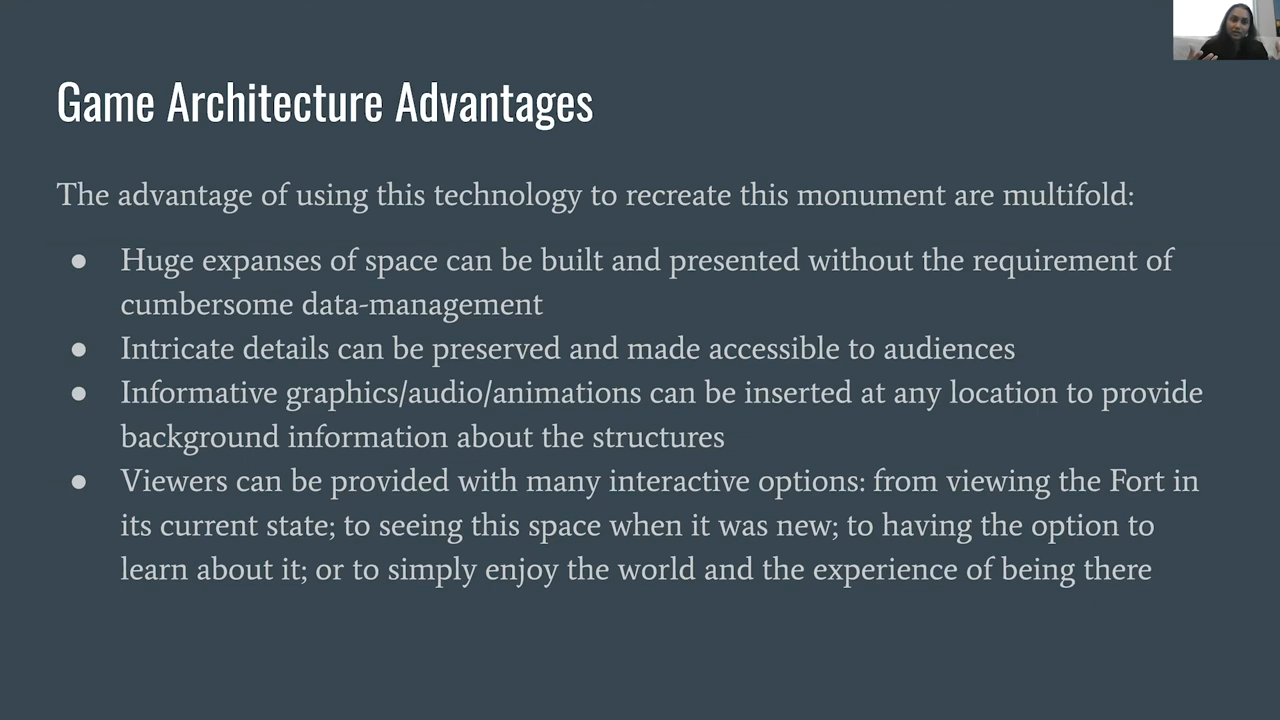 Game Architecture Advantages
The advantage of using this technology to recreate this monument are multifold:
● Huge expanses of space can be built and presented without the requirement of
cumbersome data-management
● Intricate details can be preserved and made accessible to audiences
● Informative graphics/audio/animations can be inserted at any location to provide
background information about the structures
● Viewers can be provided with many interactive options: from viewing the Fort in
its current state; to seeing this space when it was new; to having the option to
learn about it; or to simply enjoy the world and the experience of being there